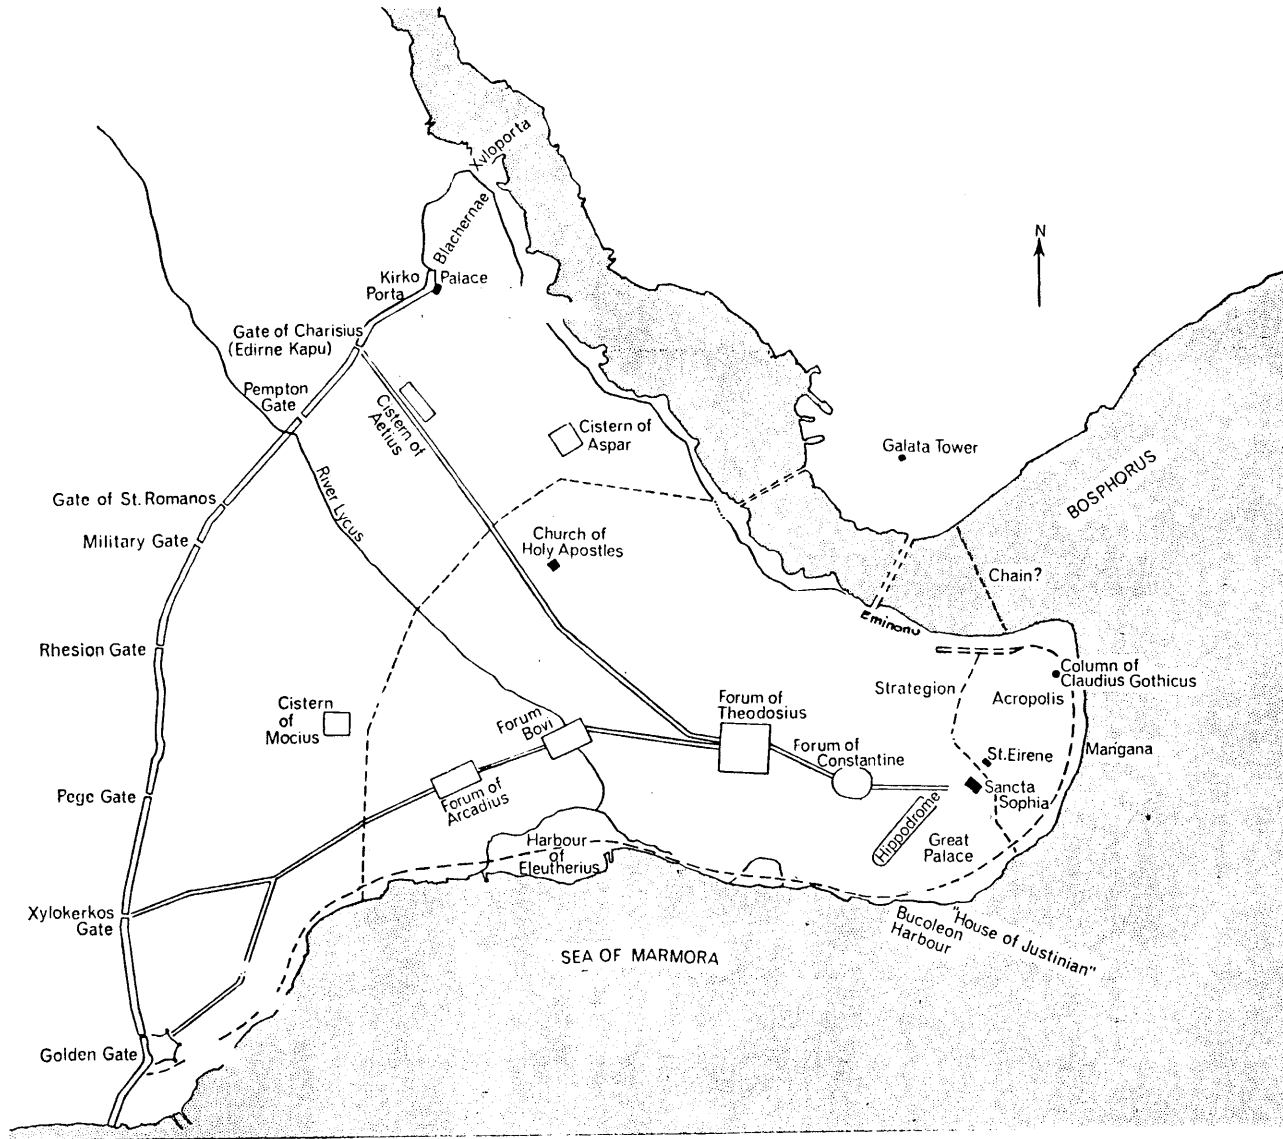 Xyloporta
N
Blachernae
Kirko
Porta
Palace
Gate of Charisius
(Edirne Kapu)
Pempton
Gate
Cistern of
Aetius
Cistern of
Aspar
Galata Tower
BOSPHORUS
Gate of St. Romanos
River Lycus
Military Gate
Church of
Holy Apostles
Chain?
Eminonu
Rhesion Gate
Column of
Claudius Gothicus
Strategion
Acropolis
Cistern
of
Mocius
Forum
Bovi
Forum of
Theodosius
Forum of
Constantine
St. Eirene
Mangana
Pege Gate
Forum of
Arcadius
Sancta
Sophia
Hippodrome
Great
Palace
Harbour
of
Eleutherius
Xylokerkos
Gate
Bucoleon
Harbour
"House of Justinian"
SEA OF MARMORA
Golden Gate